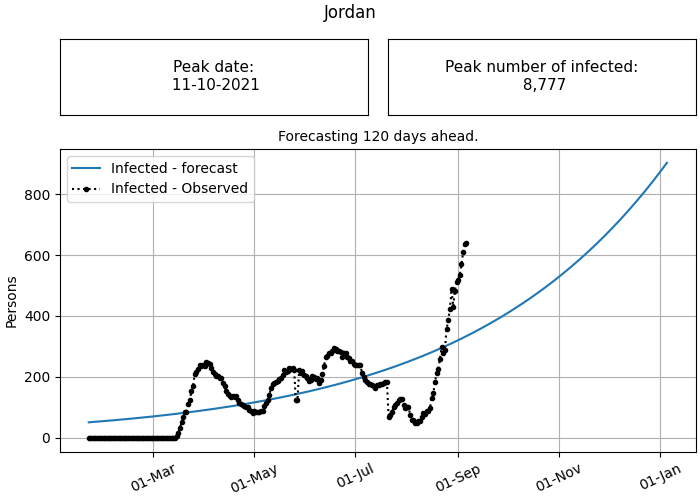 Jordan
Peak date:
11-10-2021
Peak number of infected:
8,777
Forecasting 120 days ahead.
Infected - forecast
Infected - Observed
Persons
800
600
400
200
0
01-Mar
01-May
01-Jul
01-Sep
01-Nov
01-Jan